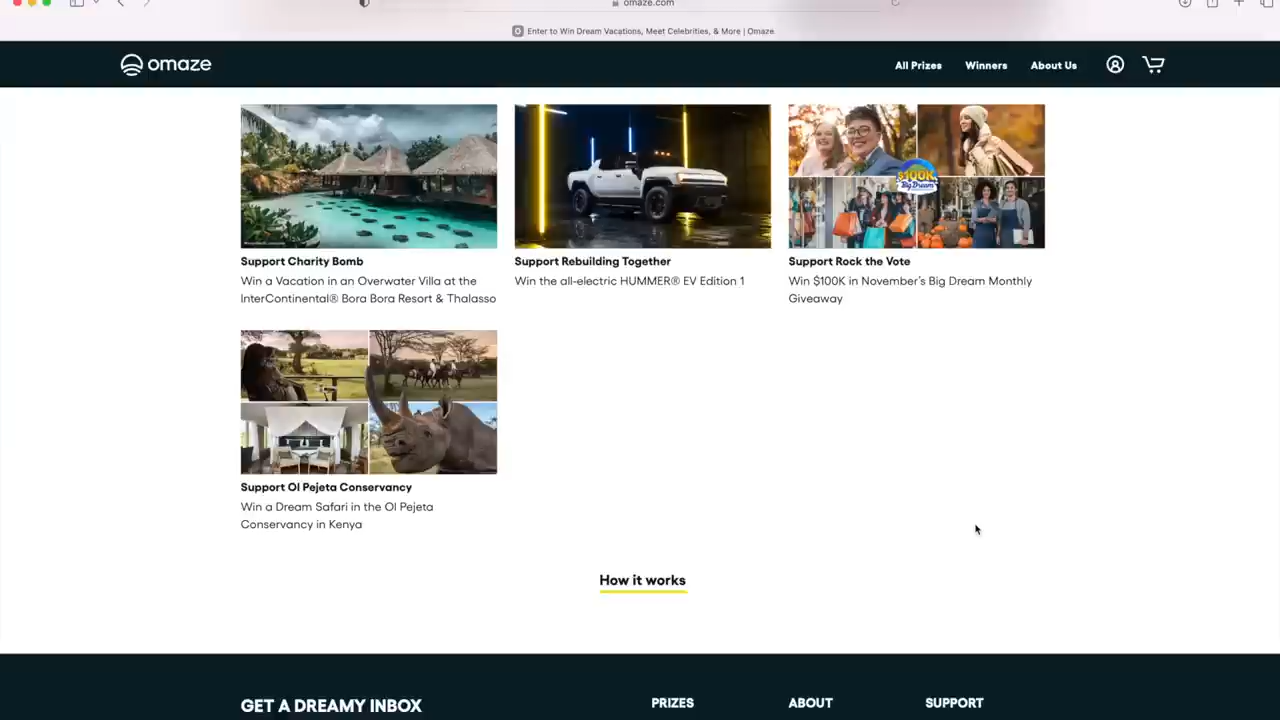 omaze.com
Enter to Win Dream Vacations, Meet Celebrities, & More | Omaze
omaze
All Prizes
Winners
About Us
$100K
Big Dream
Support Charity Bomb
Win a Vacation in an Overwater Villa at the
InterContinental® Bora Bora Resort & Thalasso
Support Rebuilding Together
Win the all-electric HUMMER® EV Edition 1
Support Rock the Vote
Win $100K in November's Big Dream Monthly
Giveaway
Support Ol Pejeta Conservancy
Win a Dream Safari in the Ol Pejeta
Conservancy in Kenya
How it works
GET A DREAMY INBOX
PRIZES
ABOUT
SUPPORT